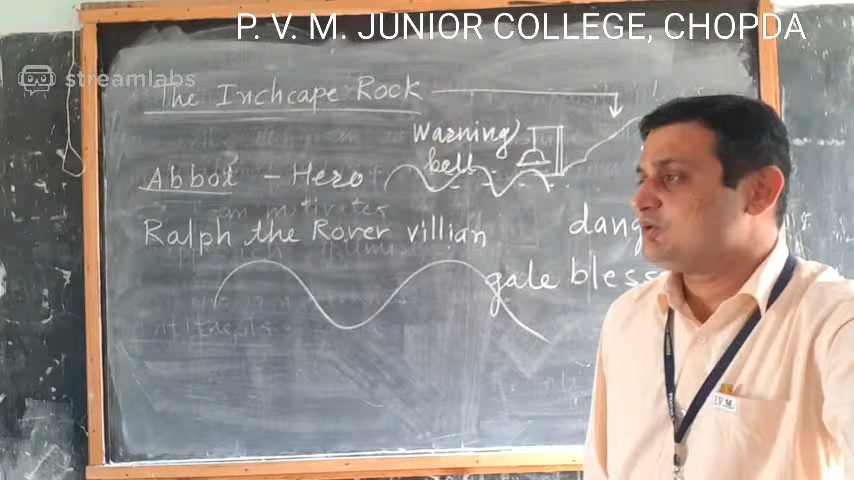 P. V. M. JUNIOR COLLEGE, CHOPDA
streamlabs
The Inchcape Rock
Warning
bell
Abbot - Hero
Ralph the Rover villian
dang
gale bless
P.V.M.